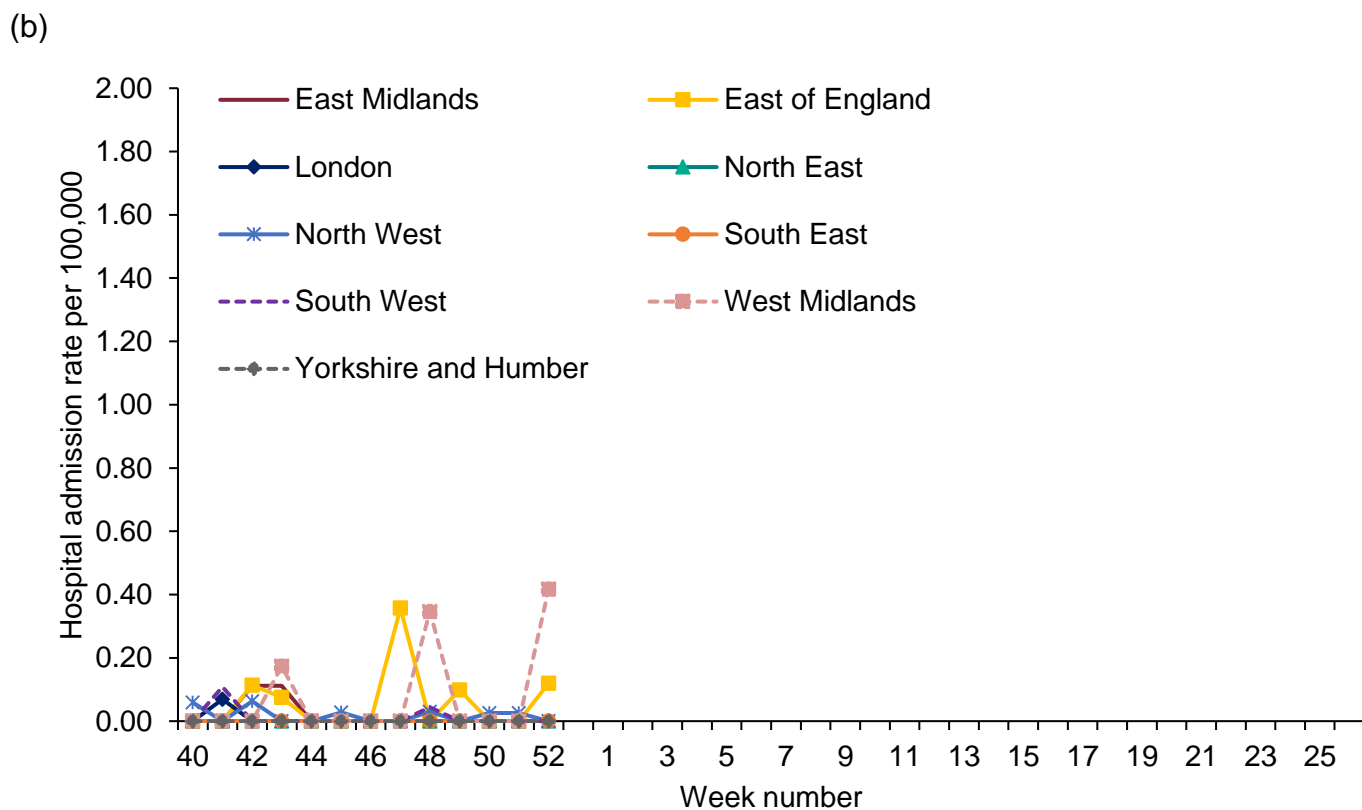 (b)
Hospital admission rate per 100,000
2.00
1.80
1.60
1.40
1.20
1.00
0.80
0.60
0.40
0.20
0.00
East Midlands East of England
London North East
North West South East
South West West Midlands
Yorkshire and Humber
40 42 44 46 48 50 52 1 3 5 7 9 11 13 15 17 19 21 23 25
Week number